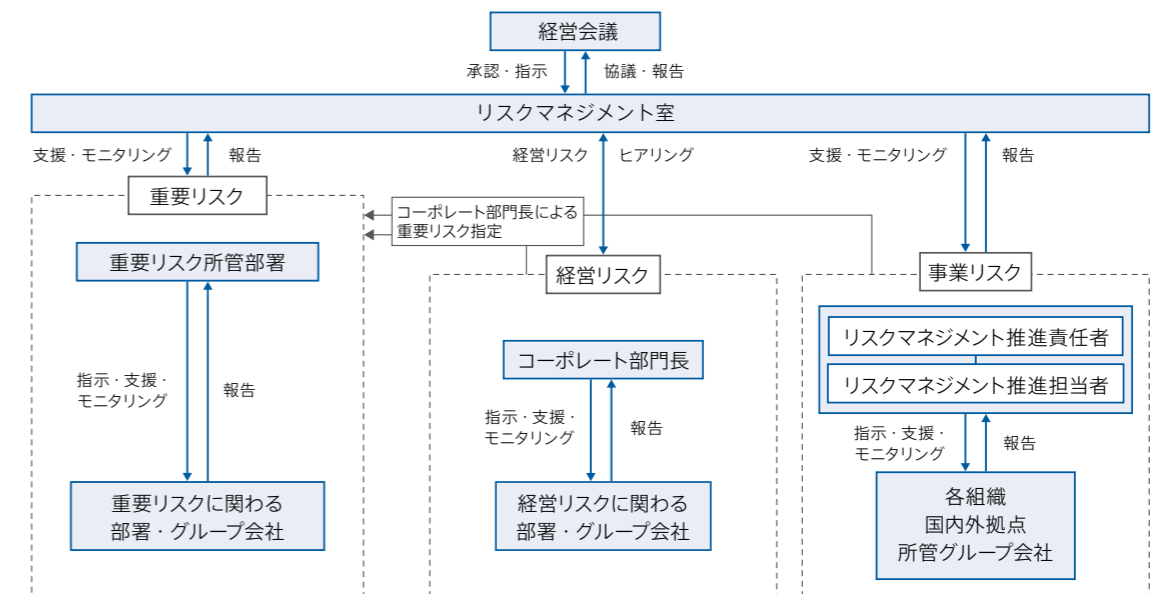 経営会議
承認・指示
協議・報告
リスクマネジメント室
支援・モニタリング
報告
経営リスク
ヒアリング
支援・モニタリング
報告
重要リスク
コーポレート部門長による
重要リスク指定
重要リスク所管部署
経営リスク
事業リスク
リスクマネジメント推進責任者
リスクマネジメント推進担当者
コーポレート部門長
指示・支援・
モニタリング
報告
指示・支援・
モニタリング
報告
指示・支援・
モニタリング
報告
重要リスクに関わる
部署・グループ会社
経営リスクに関わる
部署・グループ会社
各組織
国内外拠点
所管グループ会社